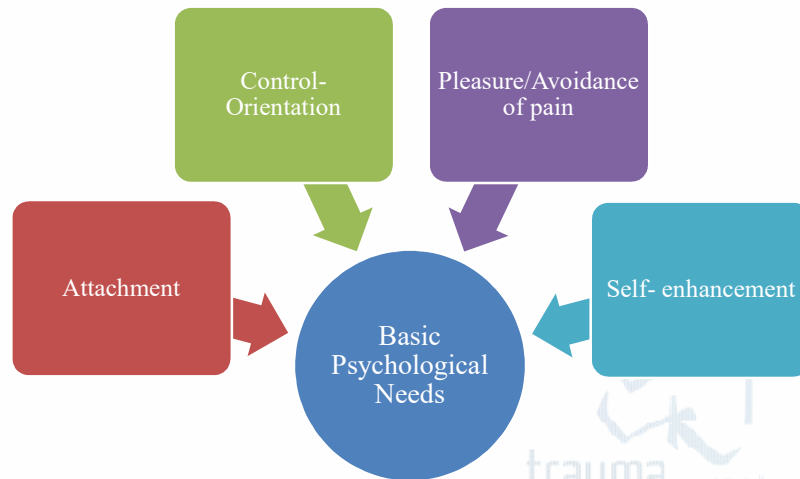 Control-
Orientation
Pleasure/Avoidance
of pain
Attachment
Self- enhancement
Basic
Psychological
Needs
trauma